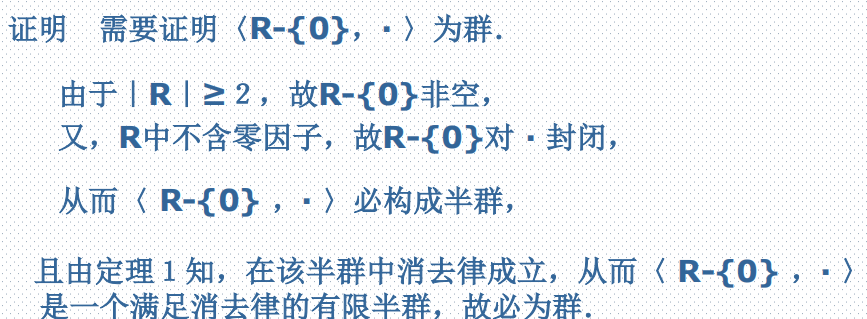 证明 需要证明〈R-{0}，·〉为群．
由于｜R｜≥２，故R-{0}非空，
又，R中不含零因子，故R-{0}对·封闭，
从而〈 R-{0} ，·〉必构成半群，
且由定理１知，在该半群中消去律成立，从而〈 R-{0} ，·〉
是一个满足消去律的有限半群，故必为群．